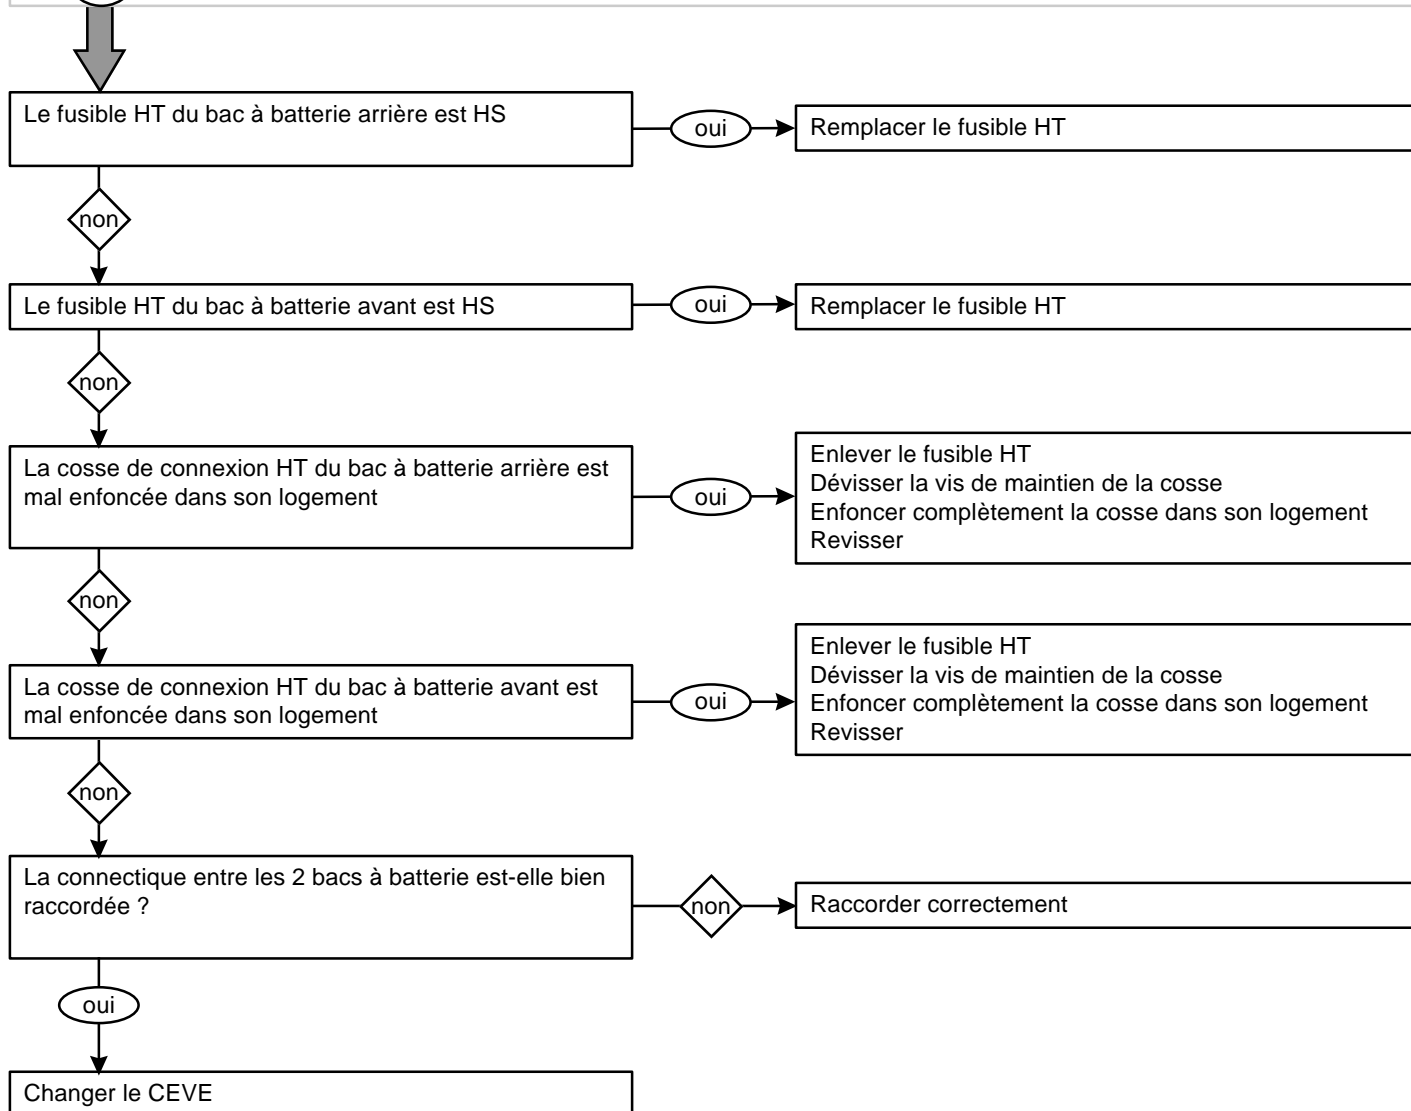 Le fusible HT du bac à batterie arrière est HS
oui
Remplacer le fusible HT
non
Le fusible HT du bac à batterie avant est HS
oui
Remplacer le fusible HT
non
La cosse de connexion HT du bac à batterie arrière est
mal enfoncée dans son logement
oui
Enlever le fusible HT
Dévisser la vis de maintien de la cosse
Enfoncer complètement la cosse dans son logement
Revisser
non
La cosse de connexion HT du bac à batterie avant est
mal enfoncée dans son logement
oui
Enlever le fusible HT
Dévisser la vis de maintien de la cosse
Enfoncer complètement la cosse dans son logement
Revisser
non
La connectique entre les 2 bacs à batterie est-elle bien
raccordée ?
non
Raccorder correctement
oui
Changer le CEVE